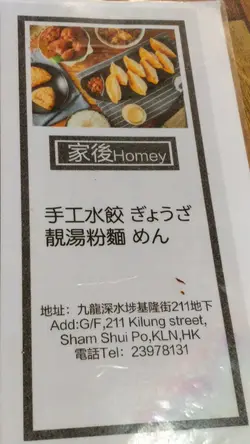 家後Homey
手工水餃 ぎょうざ
靚湯粉麵 めん
地址：九龍深水埗基隆街211地下
Add:G/F,211 Kilung street,
Sham Shui Po,KLN,HK
電話Tel: 23978131